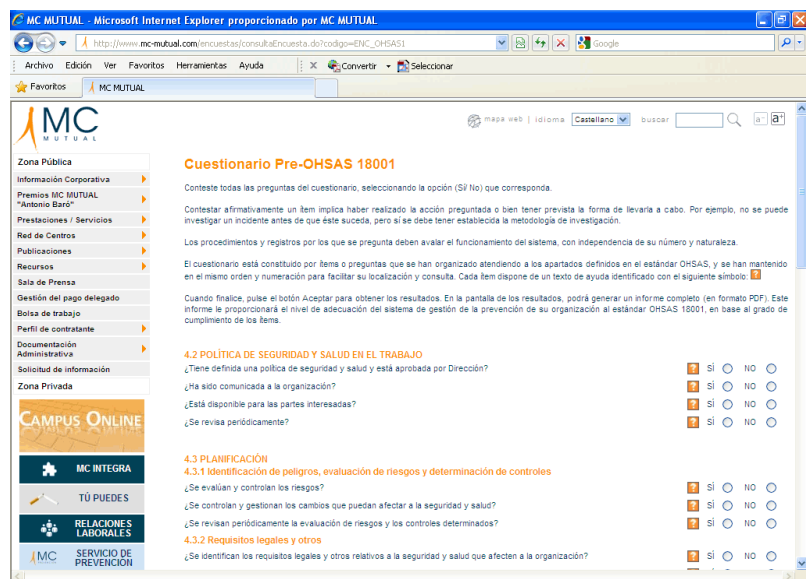 MC MUTUAL - Microsoft Internet Explorer proporcionado por MC MUTUAL
http://www.mc-mutual.com/encuestas/consultaEncuesta.do?codigo=ENC_OHSAS1
Google
Archivo Edición Ver Favoritos Herramientas Ayuda X Convertir Seleccionar
Favoritos MC MUTUAL
MC
MUTUAL
mapa web | idioma Castellano buscar a- a+
Zona Pública
Información Corporativa
Premios MC MUTUAL
"Antonio Baró"
Prestaciones / Servicios
Red de Centros
Publicaciones
Recursos
Sala de Prensa
Gestión del pago delegado
Bolsa de trabajo
Perfil de contratante
Documentación
Administrativa
Solicitud de información
Zona Privada
CAMPUS ONLINE
MC INTEGRA
TÚ PUEDES
RELACIONES
LABORALES
MC SERVICIO DE
PREVENCIÓN
Cuestionario Pre-OHSAS 18001
Conteste todas las preguntas del cuestionario, seleccionando la opción (Sí/ No) que corresponda.
Contestar afirmativamente un ítem implica haber realizado la acción preguntada o bien tener prevista la forma de llevarla a cabo. Por ejemplo, no se puede
investigar un incidente antes de que éste suceda, pero sí se debe tener establecida la metodología de investigación.
Los procedimientos y registros por los que se pregunta deben avalar el funcionamiento del sistema, con independencia de su número y naturaleza.
El cuestionario está constituido por ítems o preguntas que se han organizado atendiendo a los apartados definidos en el estándar OHSAS, y se han mantenido
en el mismo orden y numeración para facilitar su localización y consulta. Cada ítem dispone de un texto de ayuda identificado con el siguiente símbolo: ?
Cuando finalice, pulse el botón Aceptar para obtener los resultados. En la pantalla de los resultados, podrá generar un informe completo (en formato PDF). Este
informe le proporcionará el nivel de adecuación del sistema de gestión de la prevención de su organización al estándar OHSAS 18001, en base al grado de
cumplimiento de los ítems.
4.2 POLÍTICA DE SEGURIDAD Y SALUD EN EL TRABAJO
¿Tiene definida una política de seguridad y salud y está aprobada por Dirección? ? SÍ NO
¿Ha sido comunicada a la organización? ? SÍ NO
¿Está disponible para las partes interesadas? ? SÍ NO
¿Se revisa periódicamente? ? SÍ NO
4.3 PLANIFICACIÓN
4.3.1 Identificación de peligros, evaluación de riesgos y determinación de controles
¿Se evalúan y controlan los riesgos? ? SÍ NO
¿Se controlan y gestionan los cambios que puedan afectar a la seguridad y salud? ? SÍ NO
¿Se revisan periódicamente la evaluación de riesgos y los controles determinados? ? SÍ NO
4.3.2 Requisitos legales y otros
¿Se identifican los requisitos legales y otros relativos a la seguridad y salud que afecten a la organización? ? SÍ NO